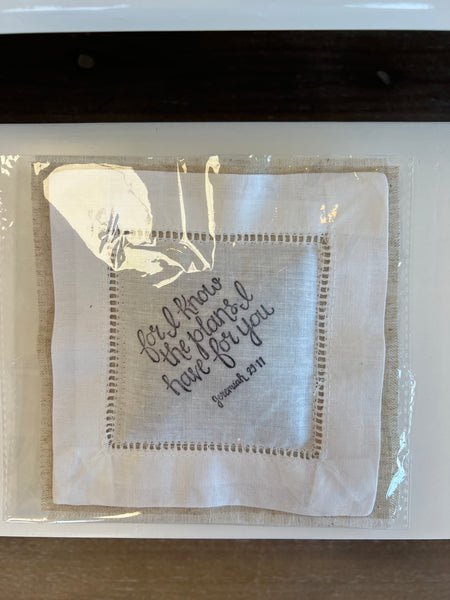 for I know
the plans I
have for you
Jeremiah 29:11